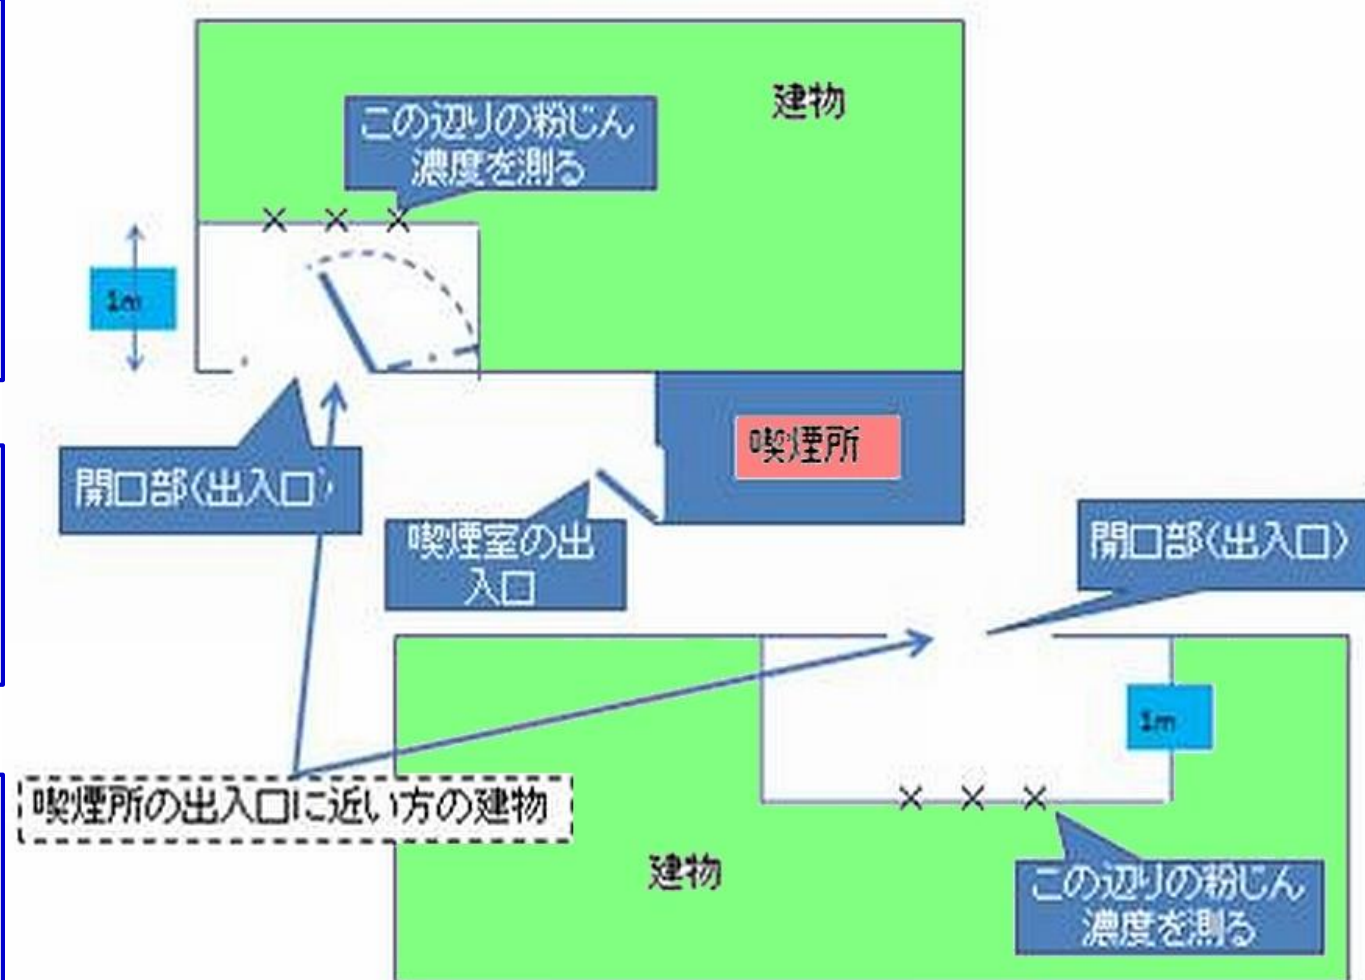 建物
この辺りの粉じん
濃度を測る
1m
開口部(出入口)
喫煙所
喫煙室の出
入口
開口部(出入口)
1m
喫煙所の出入口に近い方の建物
建物
この辺りの粉じん
濃度を測る